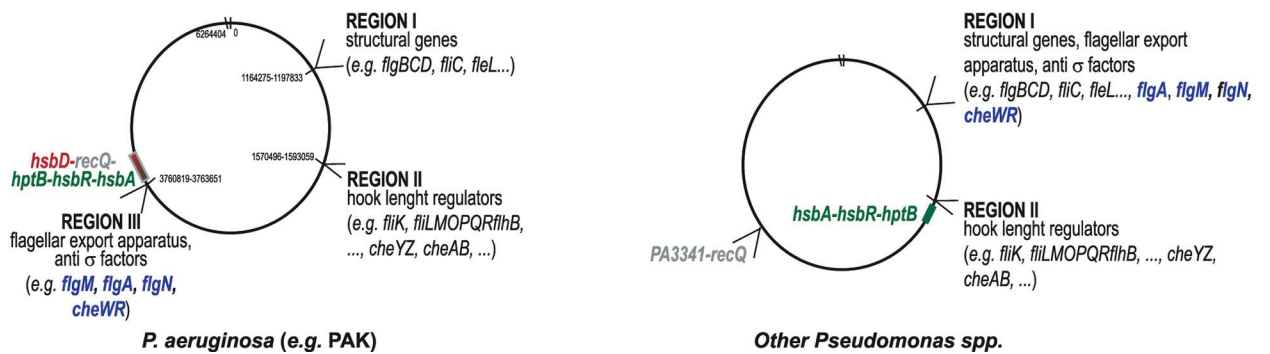 6264404 0
REGION I
structural genes
(e.g. flgBCD, fliC, fleL...)
1164275-1197833
1570496-1593059
REGION II
hook lenght regulators
(e.g. fliK, fliLMOPQRflhB,
..., cheYZ, cheAB, ...)
hsbD-recQ-
hptB-hsbR-hsbA
3760819-3763651
REGION III
flagellar export apparatus,
anti σ factors
(e.g. flgM, flgA, flgN,
cheWR)
P. aeruginosa (e.g. PAK)
REGION I
structural genes, flagellar export
apparatus, anti σ factors
(e.g. flgBCD, fliC, fleL..., flgA, flgM, flgN,
cheWR)
hsbA-hsbR-hptB
REGION II
hook lenght regulators
(e.g. fliK, fliLMOPQRflhB, ..., cheYZ,
cheAB, ...)
PA3341-recQ
Other Pseudomonas spp.